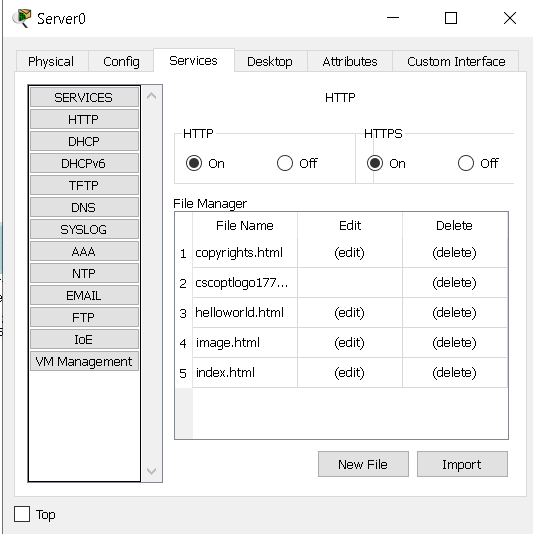 Server0
Physical Config Services Desktop Attributes Custom Interface
SERVICES
HTTP
DHCP
DHCPv6
TFTP
DNS
SYSLOG
AAA
NTP
EMAIL
FTP
IoE
VM Management
HTTP
HTTP HTTPS
On Off On Off
File Manager
File Name Edit Delete
1 copyrights.html (edit) (delete)
2 cscoptlogo177... (delete)
3 helloworld.html (edit) (delete)
4 image.html (edit) (delete)
5 index.html (edit) (delete)
New File Import
Top